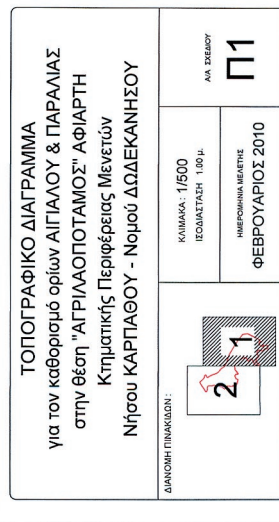 ΤΟΠΟΓΡΑΦΙΚΟ ΔΙΑΓΡΑΜΜΑ
για τον καθορισμό ορίων ΑΙΓΙΑΛΟΥ & ΠΑΡΑΛΙΑΣ
στην θέση "ΑΓΡΙΛΑΟΠΟΤΑΜΟΣ" ΑΦΙΑΡΤΗ
Κτηματικής Περιφέρειας Μενετών
Νήσου ΚΑΡΠΑΘΟΥ - Νομού ΔΩΔΕΚΑΝΗΣΟΥ
ΔΙΑΝΟΜΗ ΠΙΝΑΚΙΔΩΝ :
2
1
ΚΛΙΜΑΚΑ : 1/500
ΙΣΟΔΙΑΣΤΑΣΗ 1.00 μ.
Α/Α ΣΧΕΔΙΟΥ
Π1
ΗΜΕΡΟΜΗΝΙΑ ΜΕΛΕΤΗΣ
ΦΕΒΡΟΥΑΡΙΟΣ 2010